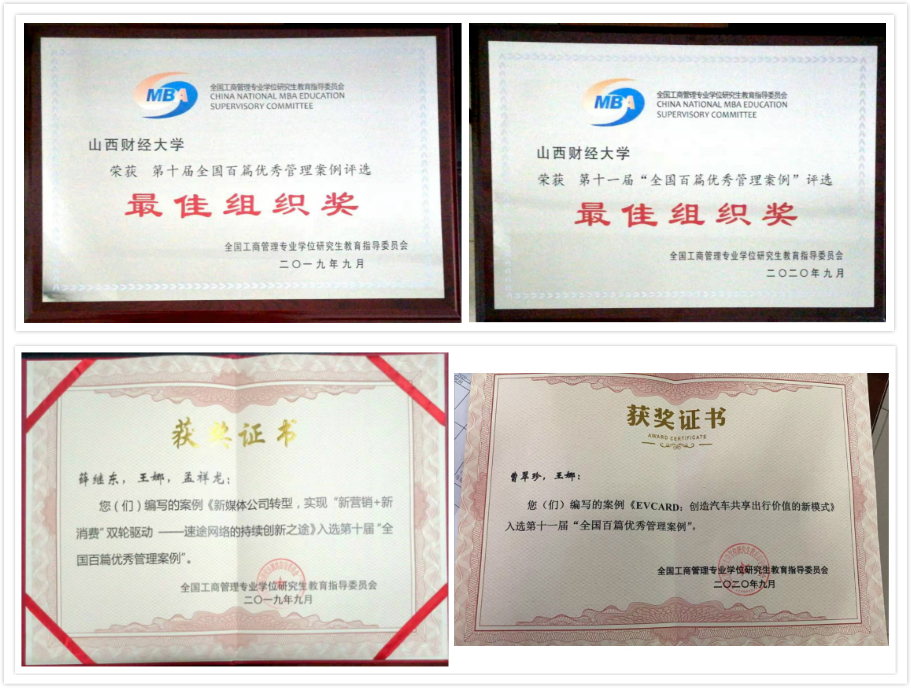 MBA
全国工商管理专业学位研究生教育指导委员会
CHINA NATIONAL MBA EDUCATION
SUPERVISORY COMMITTEE
山西财经大学
荣获 第十届全国百篇优秀管理案例评选
最佳组织奖
全国工商管理专业学位研究生教育指导委员会
二〇一九年九月
MBA
全国工商管理专业学位研究生教育指导委员会
CHINA NATIONAL MBA EDUCATION
SUPERVISORY COMMITTEE
山西财经大学
荣获 第十一届“全国百篇优秀管理案例”评选
最佳组织奖
全国工商管理专业学位研究生教育指导委员会
二〇二〇年九月
获奖证书
薛继东，王娜，孟祥龙：
您（们）编写的案例《新媒体公司转型，实现“新营销+新
消费”双轮驱动 ——速途网络的持续创新之途》入选第十届“全
国百篇优秀管理案例”。
全国工商管理专业学位研究生教育指导委员会
二〇一九年九月
获奖证书
AWARD CERTIFICATE
曹翠珍，王娜：
您（们）编写的案例《EVCARD：创造汽车共享出行价值的新模式》
入选第十一届“全国百篇优秀管理案例”。
全国工商管理专业学位研究生教育指导委员会
二〇二〇年九月